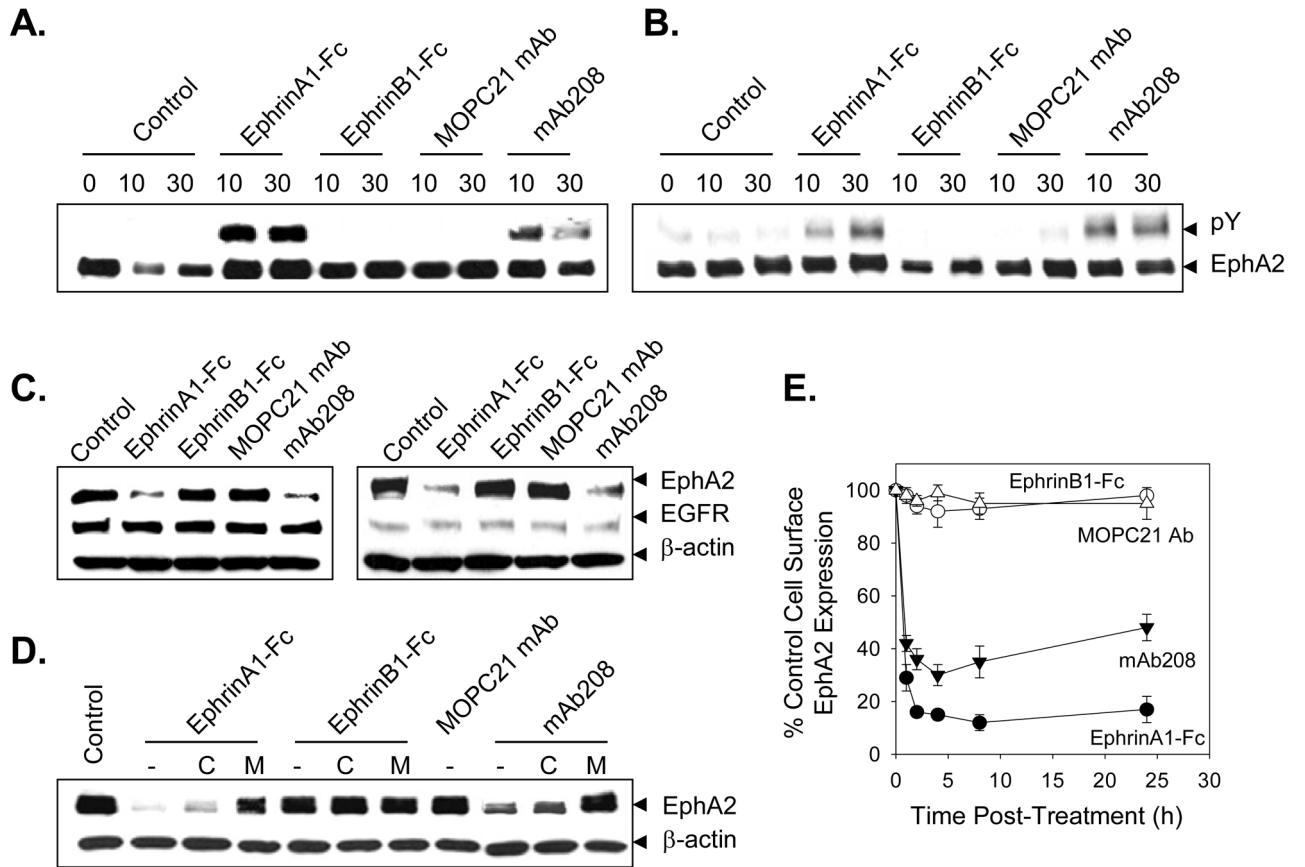 A.
Control EphrinA1-Fc EphrinB1-Fc MOPC21 mAb mAb208
0 10 30 10 30 10 30 10 30 10 30
B.
Control EphrinA1-Fc EphrinB1-Fc MOPC21 mAb mAb208
0 10 30 10 30 10 30 10 30 10 30
◄ pY
◄ EphA2
C.
Control EphrinA1-Fc EphrinB1-Fc MOPC21 mAb mAb208
Control EphrinA1-Fc EphrinB1-Fc MOPC21 mAb mAb208
◄ EphA2
◄ EGFR
◄ β-actin
D.
Control EphrinA1-Fc EphrinB1-Fc MOPC21 mAb mAb208
- C M - C M - - C M
◄ EphA2
◄ β-actin
E.
% Control Cell Surface
EphA2 Expression
100
80
60
40
20
0
EphrinB1-Fc
MOPC21 Ab
mAb208
EphrinA1-Fc
0 5 10 15 20 25 30
Time Post-Treatment (h)